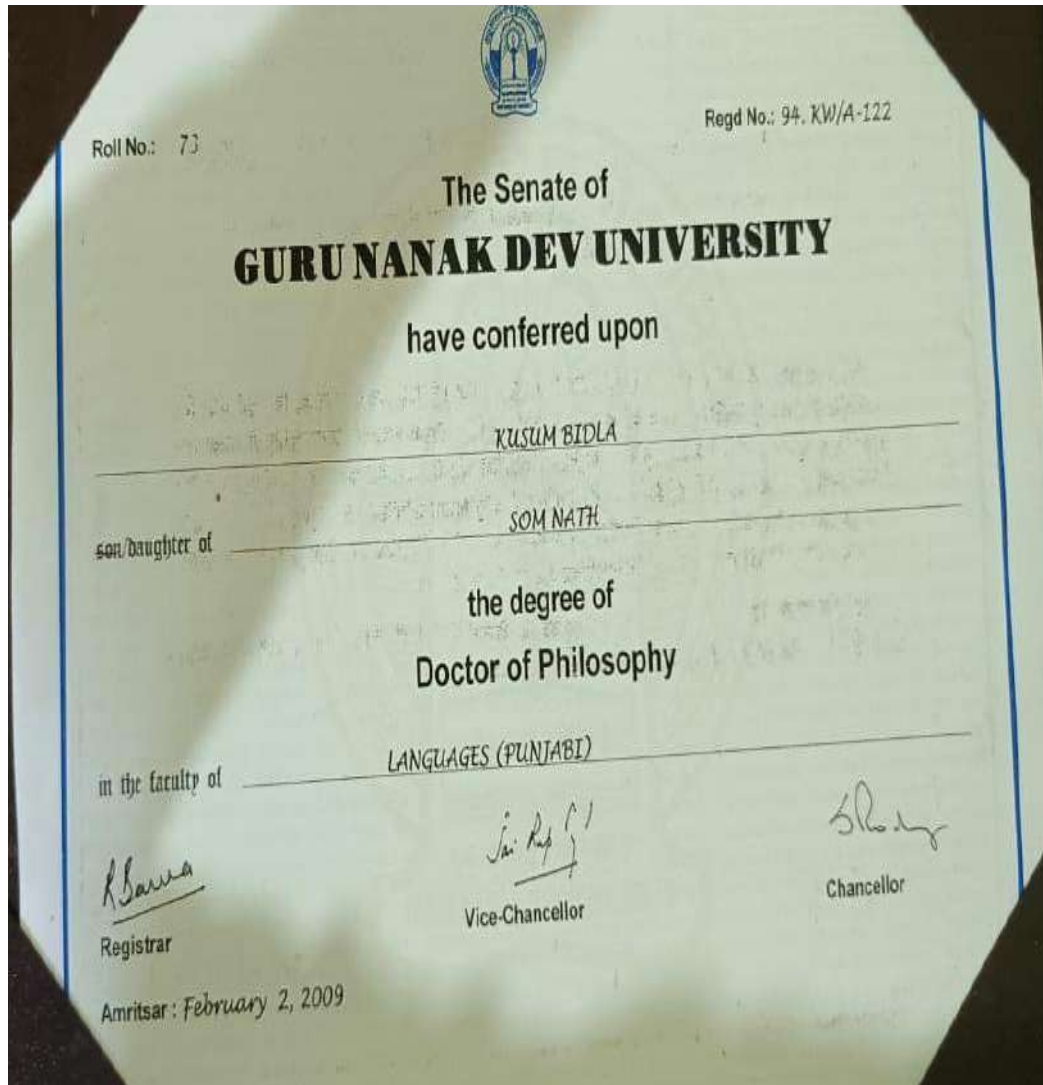 Roll No.: 73
Regd No.: 94. KW/A-122
The Senate of
GURU NANAK DEV UNIVERSITY
have conferred upon
KUSUM BIDLA
son/daughter of SOM NATH
the degree of
Doctor of Philosophy
in the faculty of LANGUAGES (PUNJABI)
Registrar
Vice-Chancellor
Chancellor
Amritsar : February 2, 2009